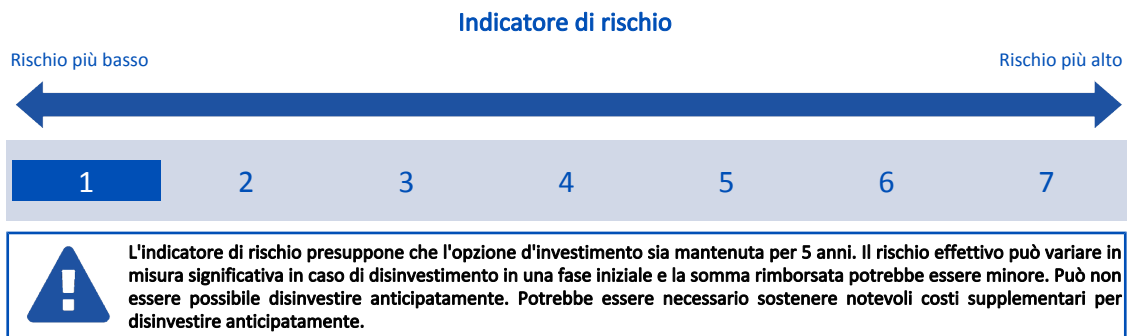 Indicatore di rischio
Rischio più basso
Rischio più alto
1 2 3 4 5 6 7
L'indicatore di rischio presuppone che l'opzione d'investimento sia mantenuta per 5 anni. Il rischio effettivo può variare in
misura significativa in caso di disinvestimento in una fase iniziale e la somma rimborsata potrebbe essere minore. Può non
essere possibile disinvestire anticipatamente. Potrebbe essere necessario sostenere notevoli costi supplementari per
disinvestire anticipatamente.